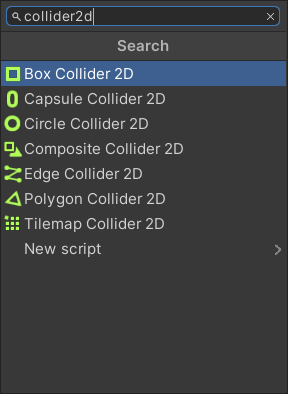 collider2d
Search
Box Collider 2D
Capsule Collider 2D
Circle Collider 2D
Composite Collider 2D
Edge Collider 2D
Polygon Collider 2D
Tilemap Collider 2D
New script